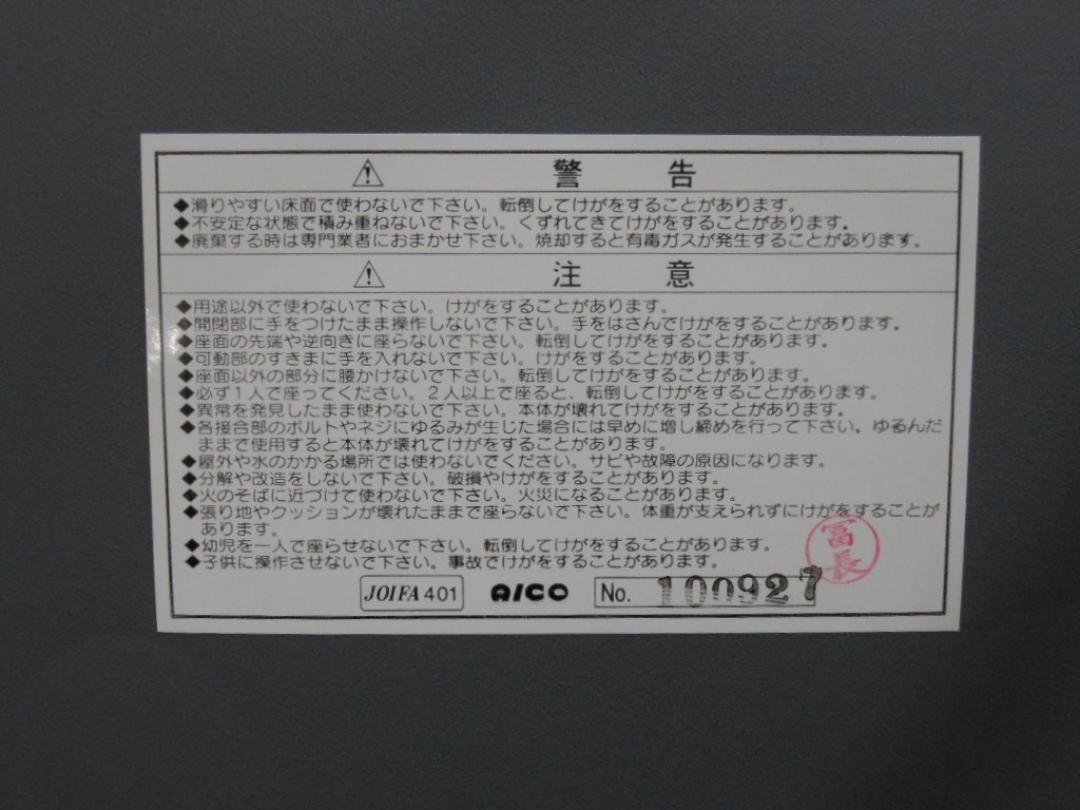 ⚠ 警告
◆滑りやすい床面で使わないで下さい。転倒してけがをすることがあります。
◆不安定な状態で積み重ねないで下さい。くずれてきてけがをすることがあります。
◆廃棄する時は専門業者におまかせ下さい。焼却すると有毒ガスが発生することがあります。
⚠ 注意
◆用途以外で使わないで下さい。けがをすることがあります。
◆開閉部に手をつけたまま操作しないで下さい。手をはさんでけがをすることがあります。
◆座面の先端や逆向きに座らないで下さい。転倒してけがをすることがあります。
◆可動部のすきまに手を入れないで下さい。けがをすることがあります。
◆座面以外の部分に腰かけないで下さい。転倒してけがをすることがあります。
◆必ず1人で座ってください。2人以上で座ると、転倒してけがをすることがあります。
◆異常を発見したまま使わないで下さい。本体が壊れてけがをすることがあります。
◆各接合部のボルトやネジにゆるみが生じた場合には早めに増し締めを行って下さい。ゆるんだ
ままで使用すると本体が壊れてけがをすることがあります。
◆屋外や水のかかる場所では使わないでください。サビや故障の原因になります。
◆分解や改造をしないで下さい。破損やけがをすることがあります。
◆火のそばに近づけて使わないで下さい。火災になることがあります。
◆張り地やクッションが壊れたままで座らないで下さい。体重が支えられずにけがをすることが
あります。
◆幼児を一人で座らせないで下さい。転倒してけがをすることがあります。
◆子供に操作させないで下さい。事故でけがをすることがあります。
冨長
JOIFA 401 AICO No. 100927